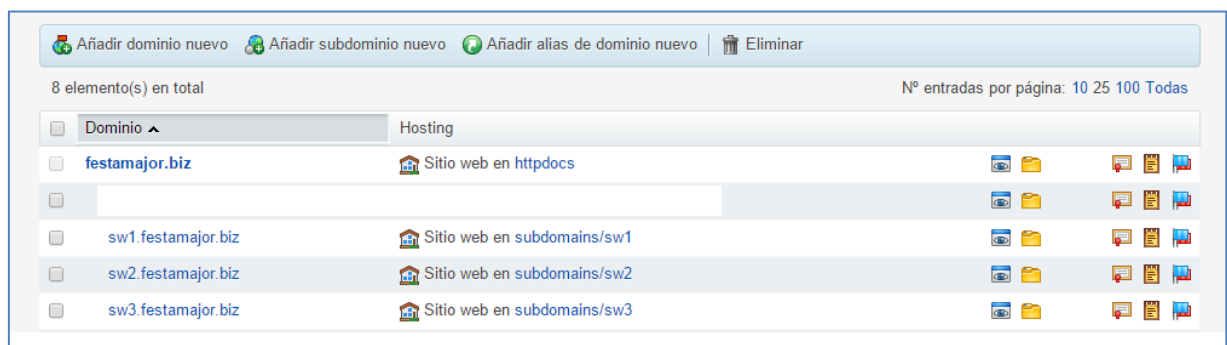 Añadir dominio nuevo Añadir subdominio nuevo Añadir alias de dominio nuevo Eliminar
8 elemento(s) en total Nº entradas por página: 10 25 100 Todas
Dominio Hosting
festamajor.biz Sitio web en httpdocs
sw1.festamajor.biz Sitio web en subdomains/sw1
sw2.festamajor.biz Sitio web en subdomains/sw2
sw3.festamajor.biz Sitio web en subdomains/sw3